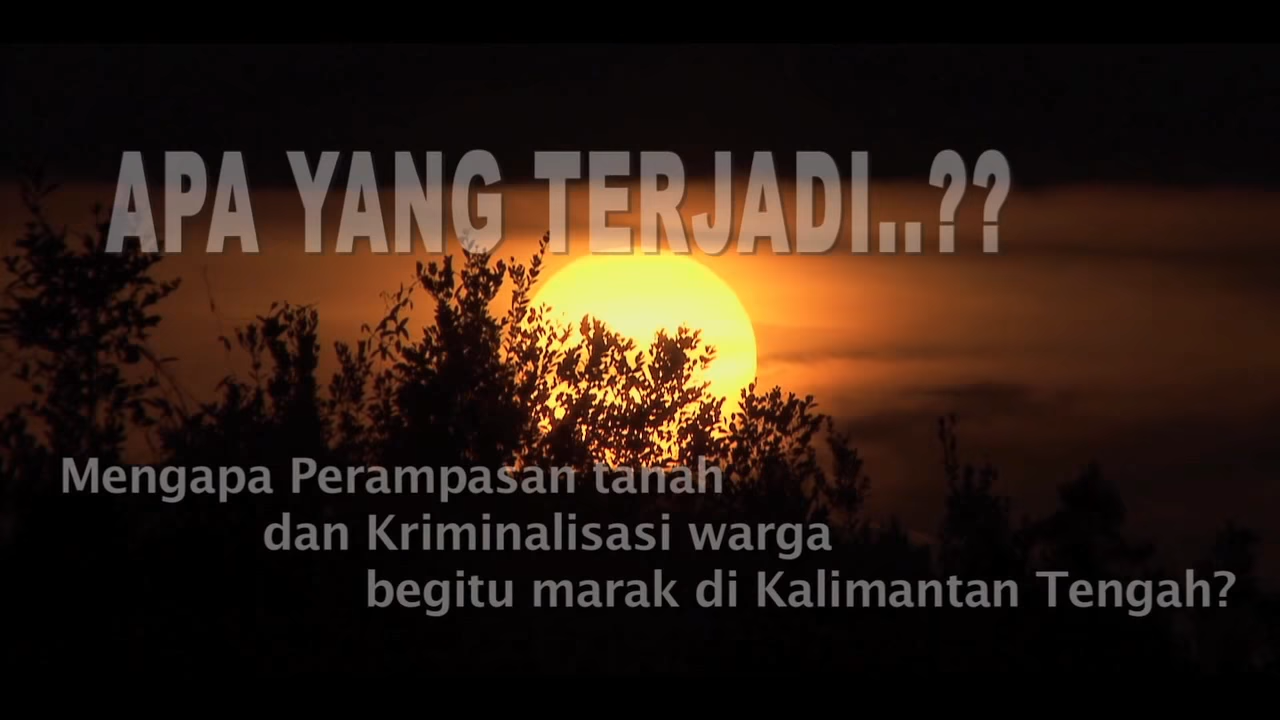 APA YANG TERJADI..??
Mengapa Perampasan tanah
dan Kriminalisasi warga
begitu marak di Kalimantan Tengah?